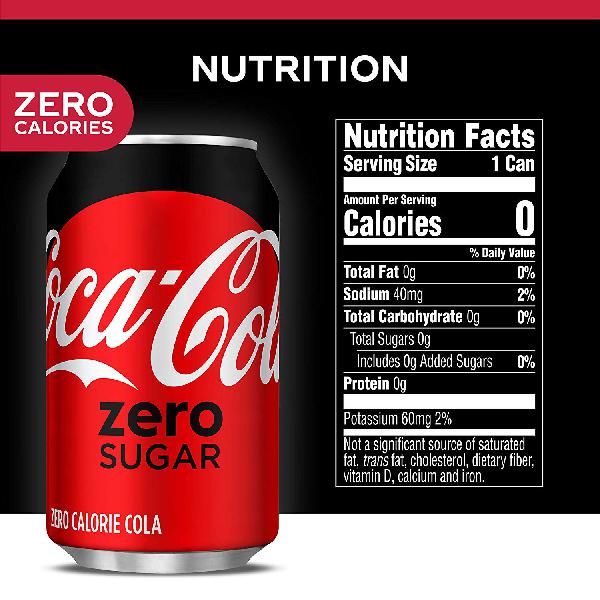 NUTRITION
ZERO
CALORIES
Coca-Cola
zero
SUGAR
ZERO CALORIE COLA
Nutrition Facts
Serving Size 1 Can
Amount Per Serving
Calories 0
% Daily Value
Total Fat 0g 0%
Sodium 40mg 2%
Total Carbohydrate 0g 0%
Total Sugars 0g
Includes 0g Added Sugars 0%
Protein 0g
Potassium 60mg 2%
Not a significant source of saturated
fat, trans fat, cholesterol, dietary fiber,
vitamin D, calcium and iron.